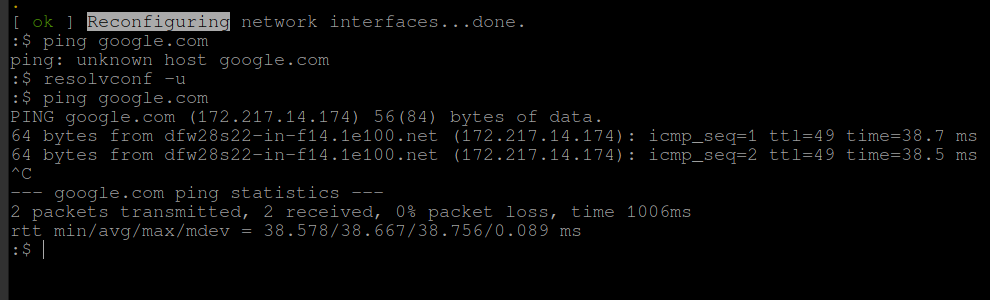 .
[ ok ] Reconfiguring network interfaces...done.
:$ ping google.com
ping: unknown host google.com
:$ resolvconf -u
:$ ping google.com
PING google.com (172.217.14.174) 56(84) bytes of data.
64 bytes from dfw28s22-in-f14.1e100.net (172.217.14.174): icmp_seq=1 ttl=49 time=38.7 ms
64 bytes from dfw28s22-in-f14.1e100.net (172.217.14.174): icmp_seq=2 ttl=49 time=38.5 ms
^C
--- google.com ping statistics ---
2 packets transmitted, 2 received, 0% packet loss, time 1006ms
rtt min/avg/max/mdev = 38.578/38.667/38.756/0.089 ms
:$